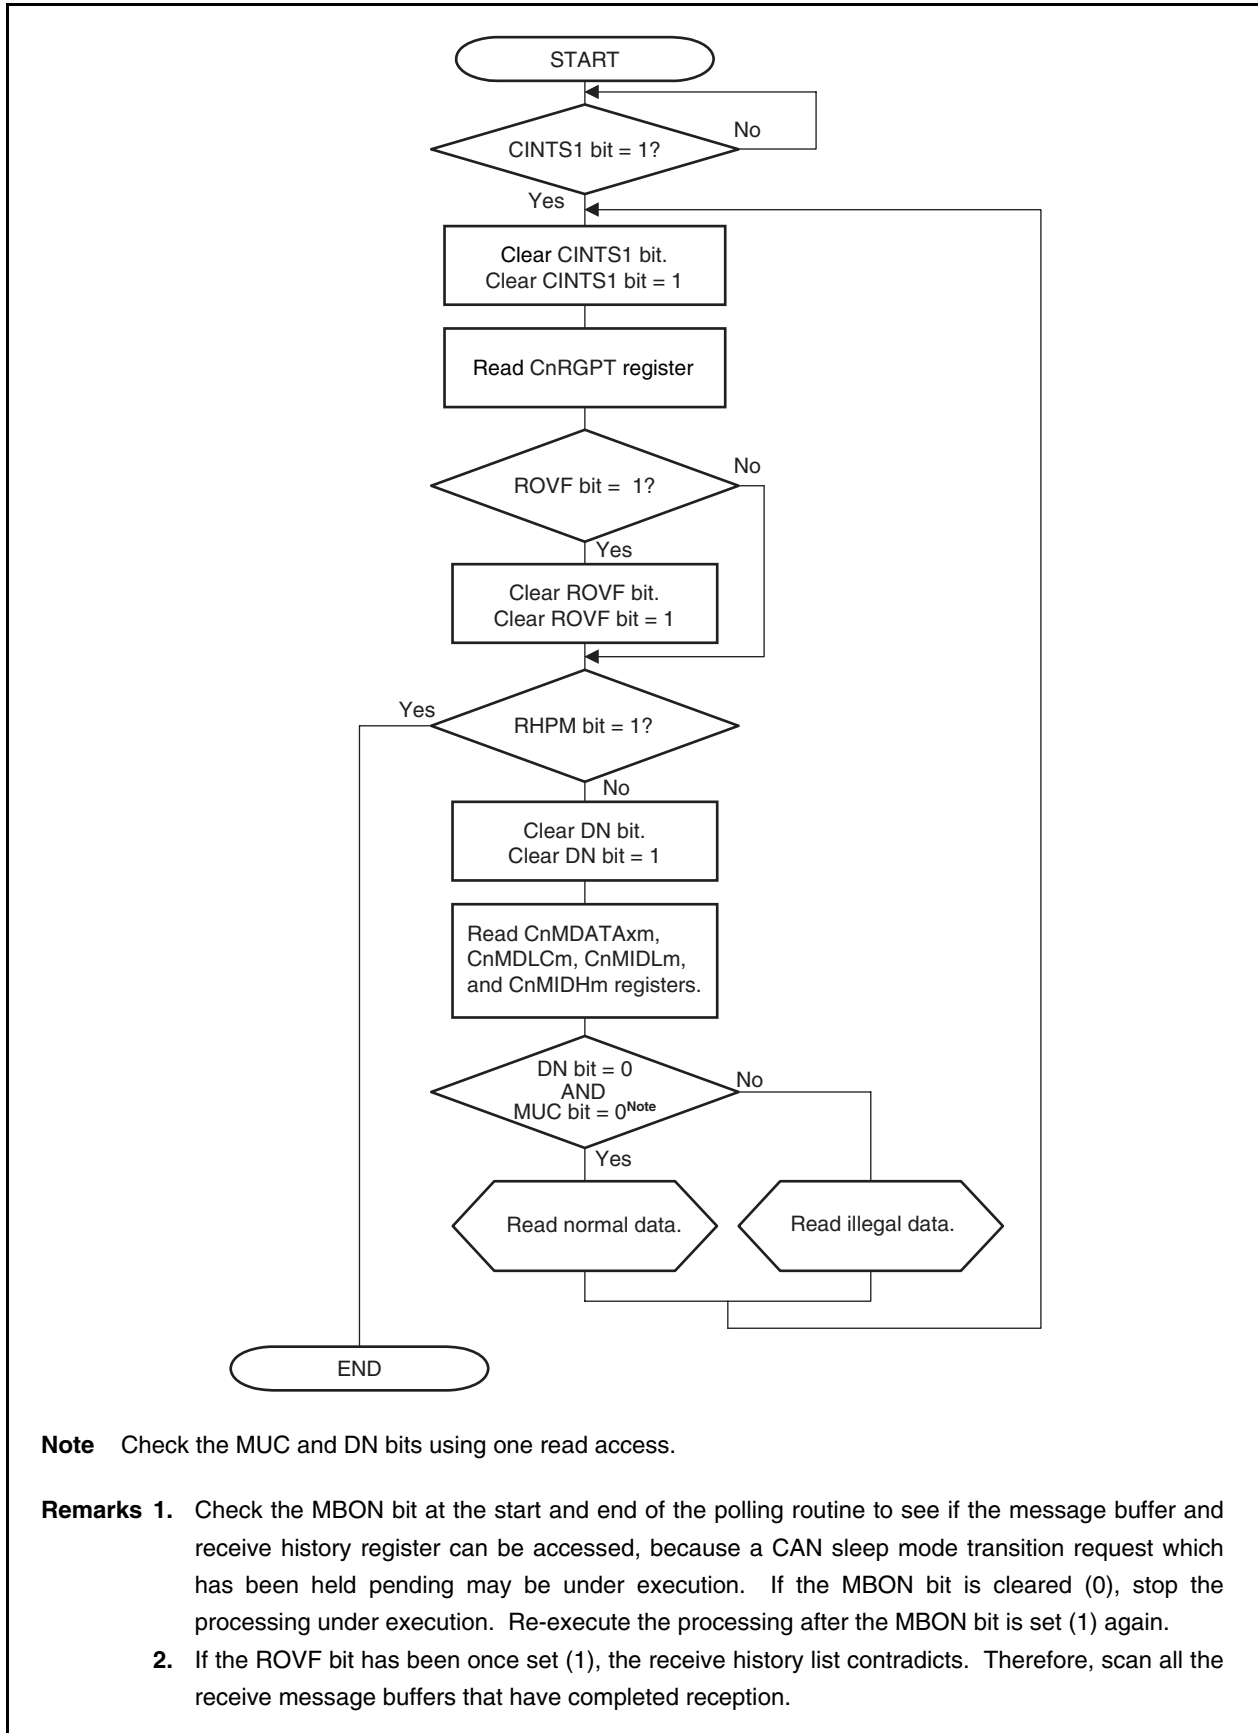 START
CINTS1 bit = 1?
No
Yes
Clear CINTS1 bit.
Clear CINTS1 bit = 1
Read CnRGPT register
ROVF bit =  1?
No
Yes
Clear ROVF bit.
Clear ROVF bit = 1
RHPM bit = 1?
Yes
No
Clear DN bit.
Clear DN bit = 1
Read CnMDATAxm,
CnMDLCm, CnMIDLm,
and CnMIDHm registers.
DN bit = 0
AND
MUC bit = 0Note
No
Yes
Read normal data.
Read illegal data.
END
Note Check the MUC and DN bits using one read access.
Remarks 1. Check the MBON bit at the start and end of the polling routine to see if the message buffer and
receive history register can be accessed, because a CAN sleep mode transition request which
has been held pending may be under execution. If the MBON bit is cleared (0), stop the
processing under execution. Re-execute the processing after the MBON bit is set (1) again.
2. If the ROVF bit has been once set (1), the receive history list contradicts. Therefore, scan all the
receive message buffers that have completed reception.